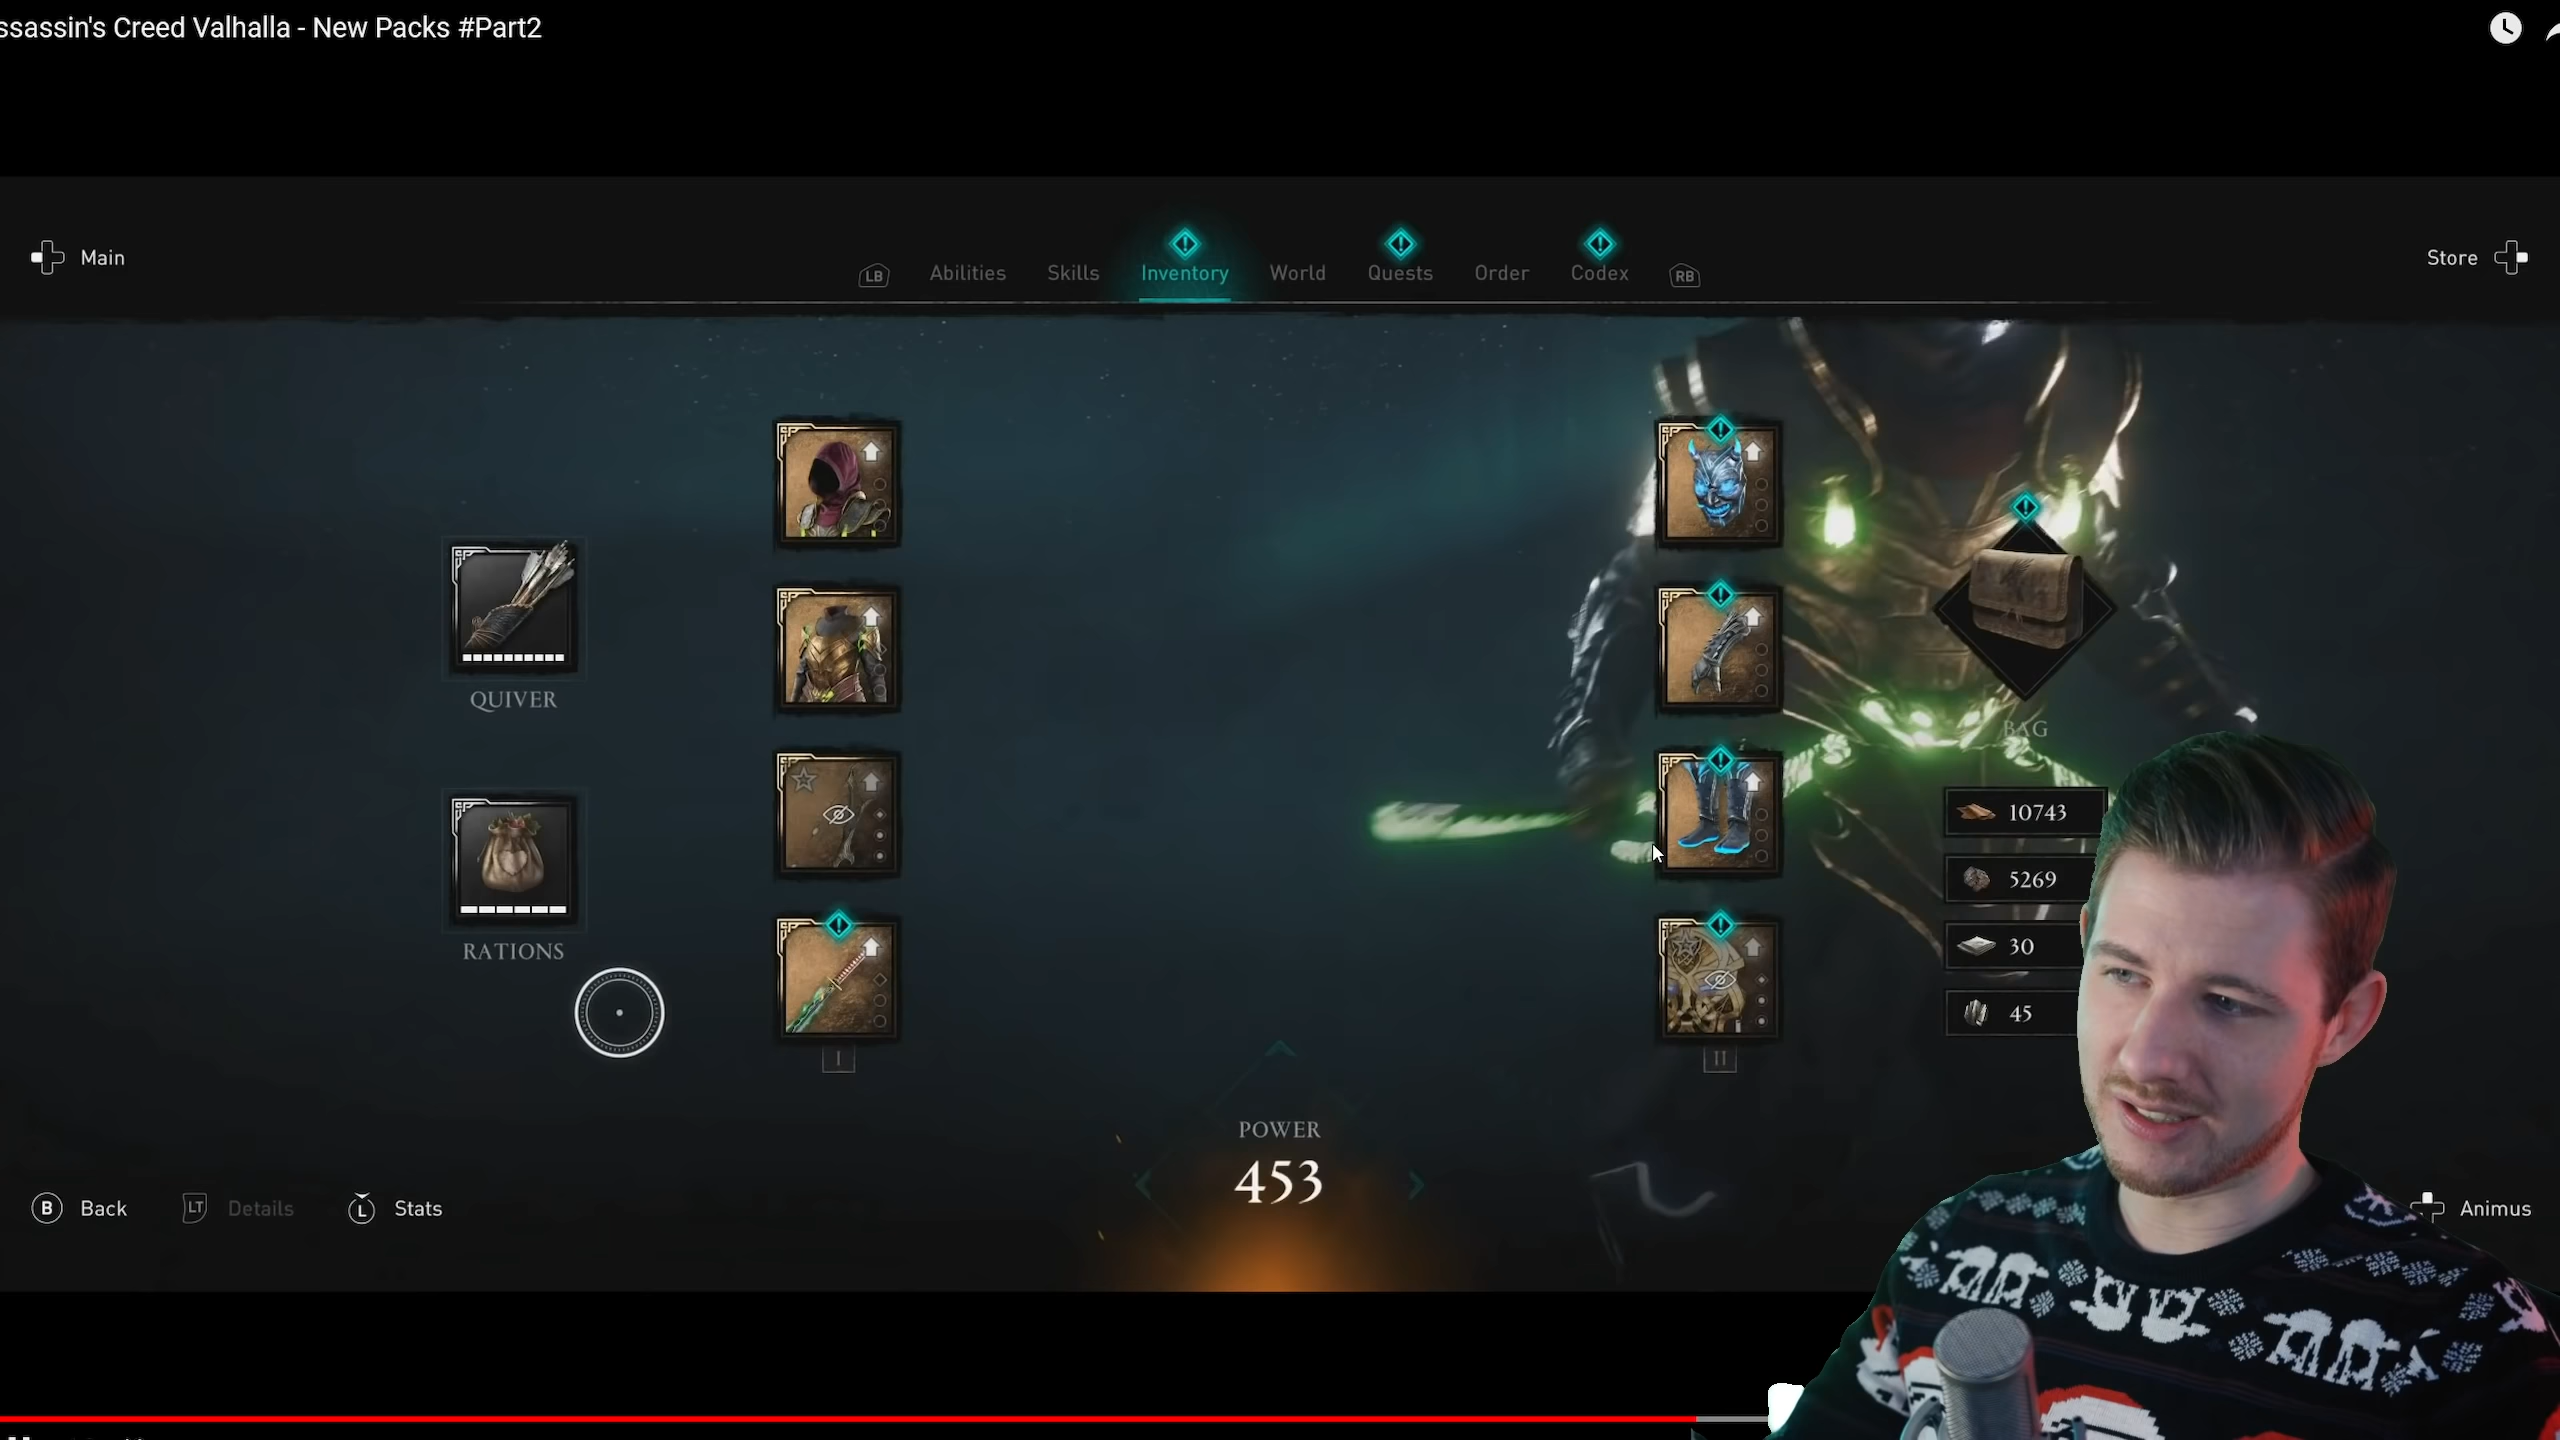 ssassin's Creed Valhalla - New Packs #Part2
Main
LB Abilities Skills Inventory World Quests Order Codex RB
Store
QUIVER
BAG
10743
5269
RATIONS
30
45
I
II
POWER
453
B Back LT Details L Stats
Animus